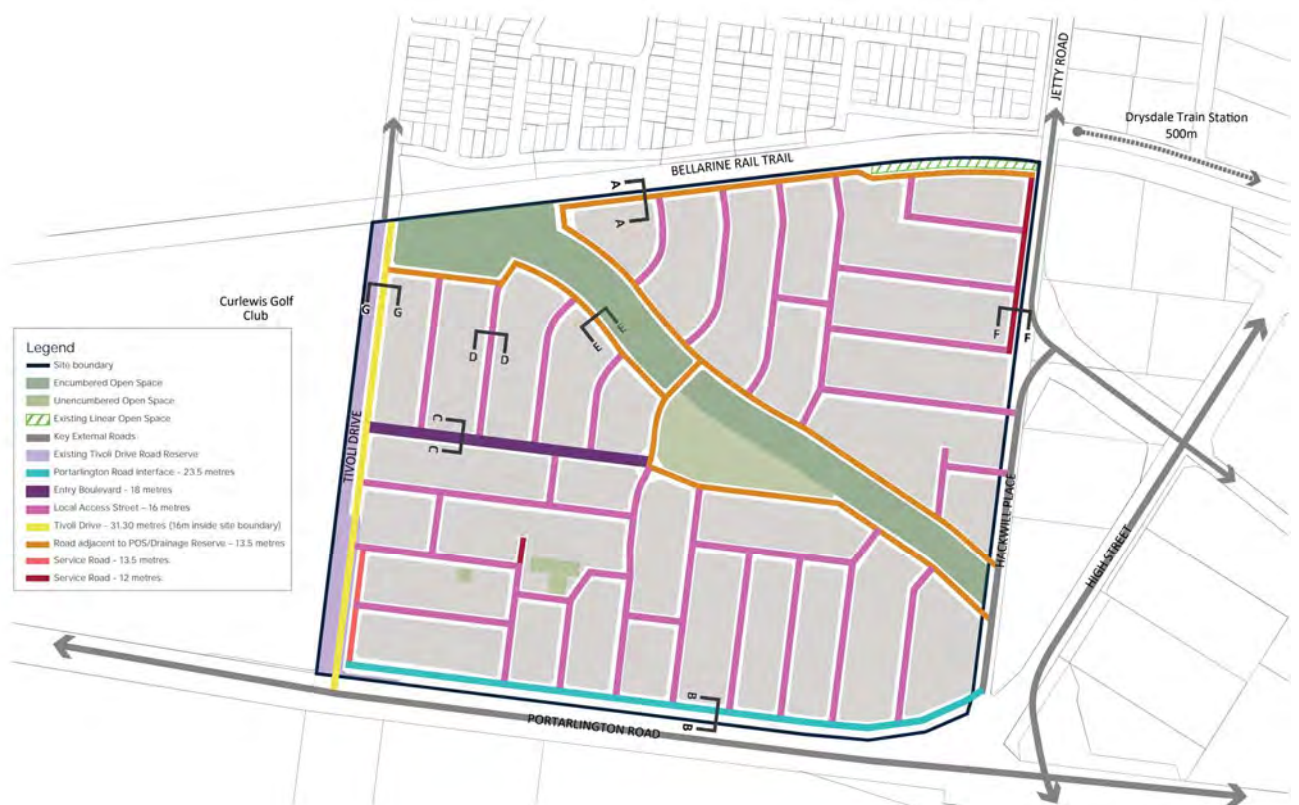 JETTY ROAD
Drysdale Train Station
500m
BELLARINE RAIL TRAIL
A
A
Curlewis Golf
Club
G
G
F
F
E
E
D
D
C
C
Legend
Site boundary
Encumbered Open Space
Unencumbered Open Space
Existing Linear Open Space
Key External Roads
Existing Tivoli Drive Road Reserve
Portarlington Road Interface - 23.5 metres
Entry Boulevard - 18 metres
Local Access Street - 16 metres
Tivoli Drive - 31.30 metres (16m inside site boundary)
Road adjacent to POS/Drainage Reserve - 13.5 metres
Service Road - 13.5 metres
Service Road - 12 metres
TIVOLI DRIVE
HACKWILL PLACE
HIGH STREET
B
B
PORTARLINGTON ROAD